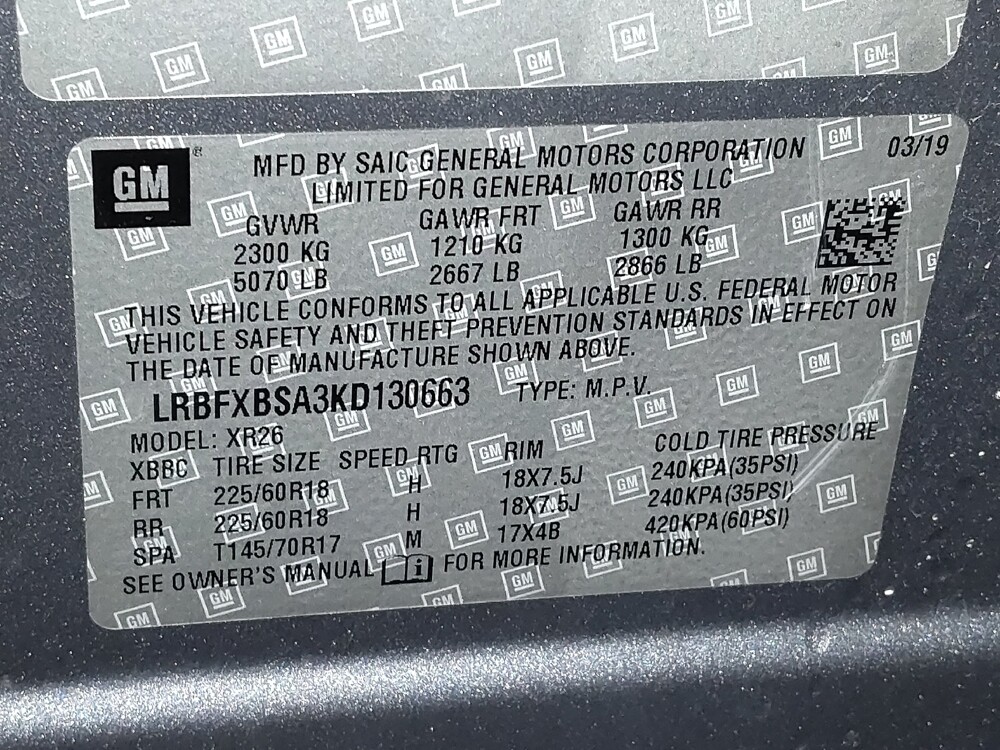 GM
MFD BY SAIC GENERAL MOTORS CORPORATION 03/19
LIMITED FOR GENERAL MOTORS LLC
GVWR GAWR FRT GAWR RR
2300 KG 1210 KG 1300 KG
5070 LB 2667 LB 2866 LB
THIS VEHICLE CONFORMS TO ALL APPLICABLE U.S. FEDERAL MOTOR
VEHICLE SAFETY AND THEFT PREVENTION STANDARDS IN EFFECT ON
THE DATE OF MANUFACTURE SHOWN ABOVE.
LRBFXBSA3KD130663 TYPE: M.P.V.
MODEL: XR26
XBBC TIRE SIZE SPEED RTG RIM COLD TIRE PRESSURE
FRT 225/60R18 H 18X7.5J 240KPA(35PSI)
RR 225/60R18 H 18X7.5J 240KPA(35PSI)
SPA T145/70R17 M 17X4B 420KPA(60PSI)
SEE OWNER'S MANUAL i FOR MORE INFORMATION.